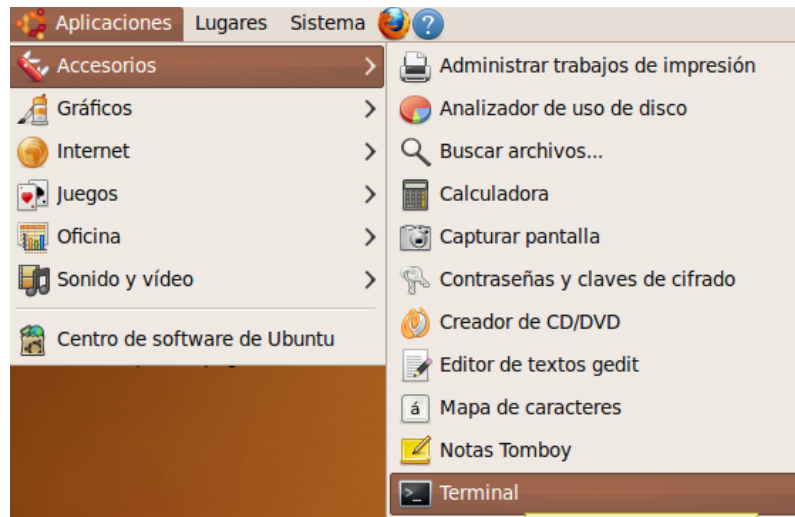 Aplicaciones Lugares Sistema
Accesorios
Gráficos
Internet
Juegos
Oficina
Sonido y vídeo
Centro de software de Ubuntu
Administrar trabajos de impresión
Analizador de uso de disco
Buscar archivos...
Calculadora
Capturar pantalla
Contraseñas y claves de cifrado
Creador de CD/DVD
Editor de textos gedit
Mapa de caracteres
Notas Tomboy
Terminal